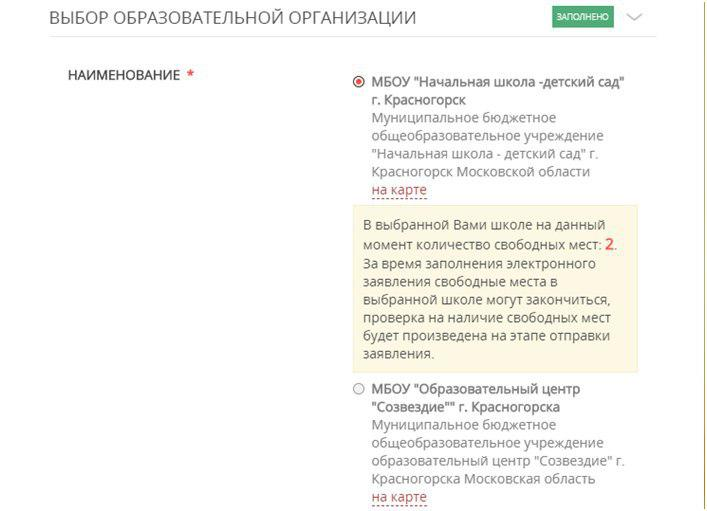 ВЫБОР ОБРАЗОВАТЕЛЬНОЙ ОРГАНИЗАЦИИ
ЗАПОЛНЕНО
НАИМЕНОВАНИЕ *
МБОУ "Начальная школа -детский сад"
г. Красногорск
Муниципальное бюджетное
общеобразовательное учреждение
"Начальная школа - детский сад" г.
Красногорск Московской области
на карте
В выбранной Вами школе на данный
момент количество свободных мест: 2.
За время заполнения электронного
заявления свободные места в
выбранной школе могут закончиться,
проверка на наличие свободных мест
будет произведена на этапе отправки
заявления.
МБОУ "Образовательный центр
"Созвездие"" г. Красногорска
Муниципальное бюджетное
общеобразовательное учреждение
образовательный центр "Созвездие" г.
Красногорска Московская область
на карте